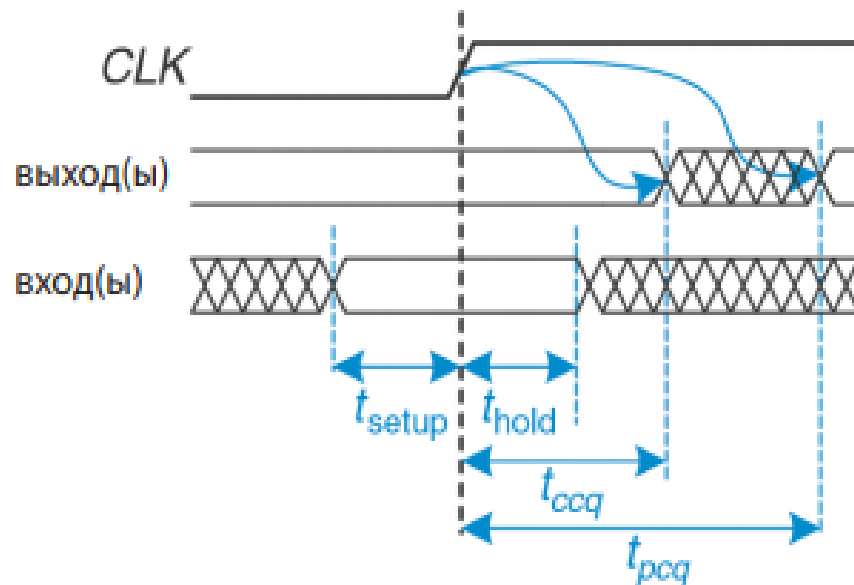 CLK
выход(ы)
вход(ы)
tsetup thold
tccq
tpcq